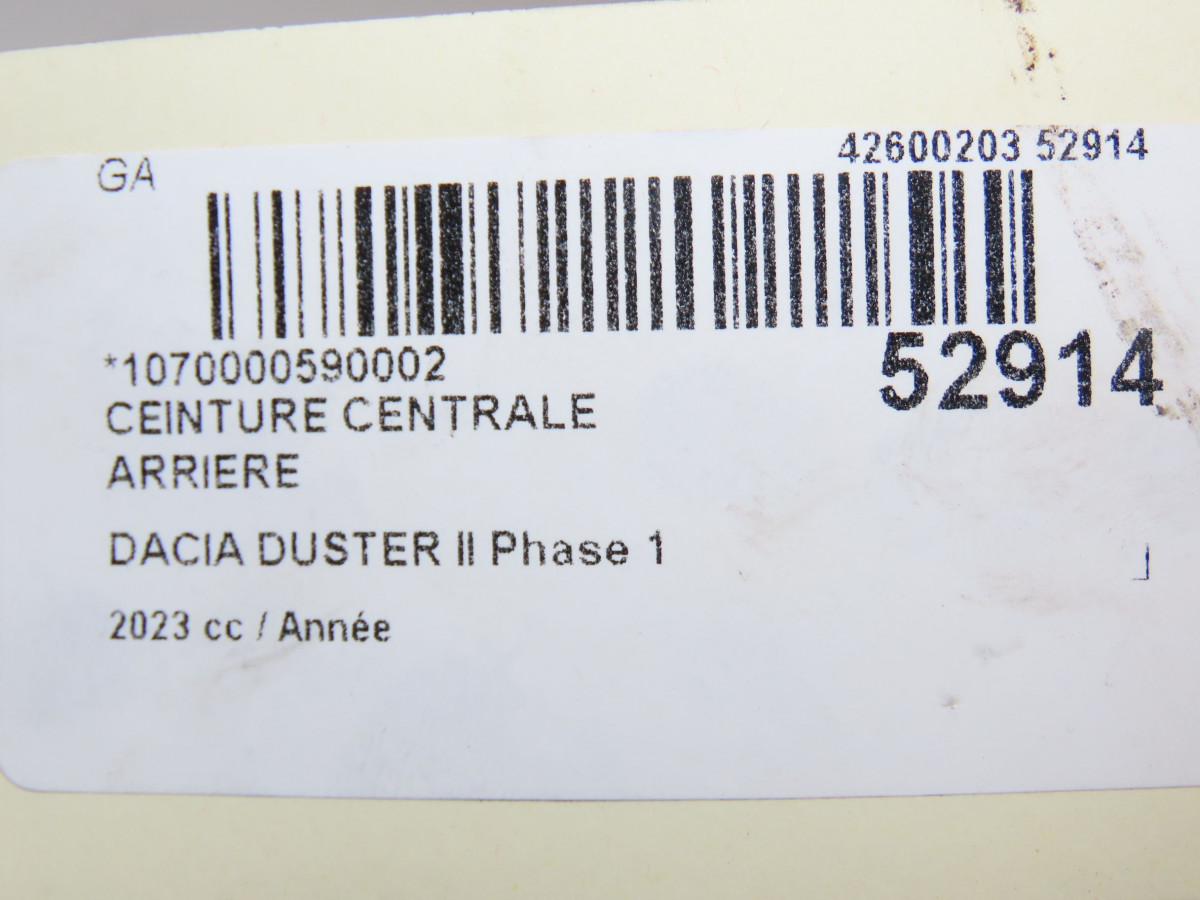 GA
42600203 52914
*1070000590002
52914
CEINTURE CENTRALE
ARRIERE
DACIA DUSTER II Phase 1
2023 cc / Année